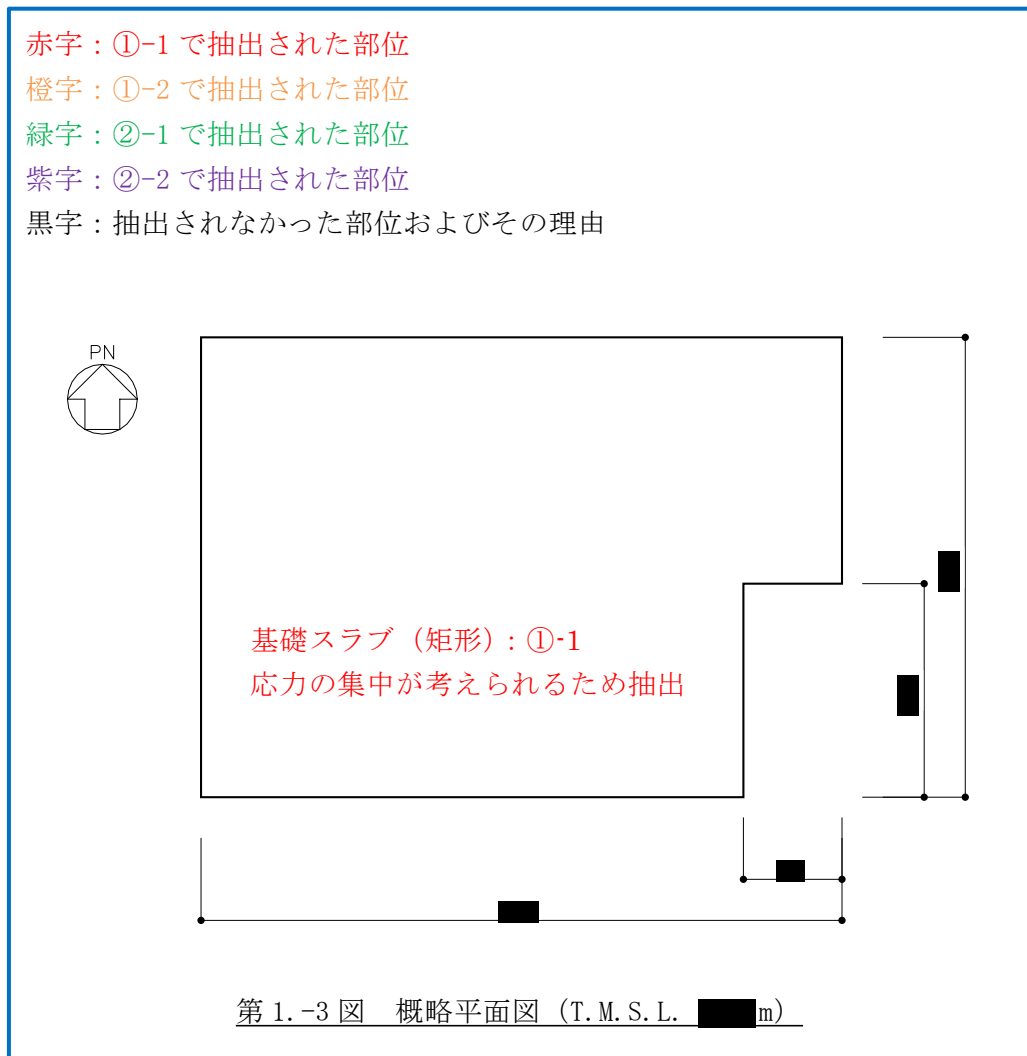 赤字：①-1 で抽出された部位
橙字：①-2 で抽出された部位
緑字：②-1 で抽出された部位
紫字：②-2 で抽出された部位
黒字：抽出されなかった部位およびその理由
PN
基礎スラブ（矩形）：①-1
応力の集中が考えられるため抽出
第 1.-3 図　概略平面図（T.M.S.L. m）